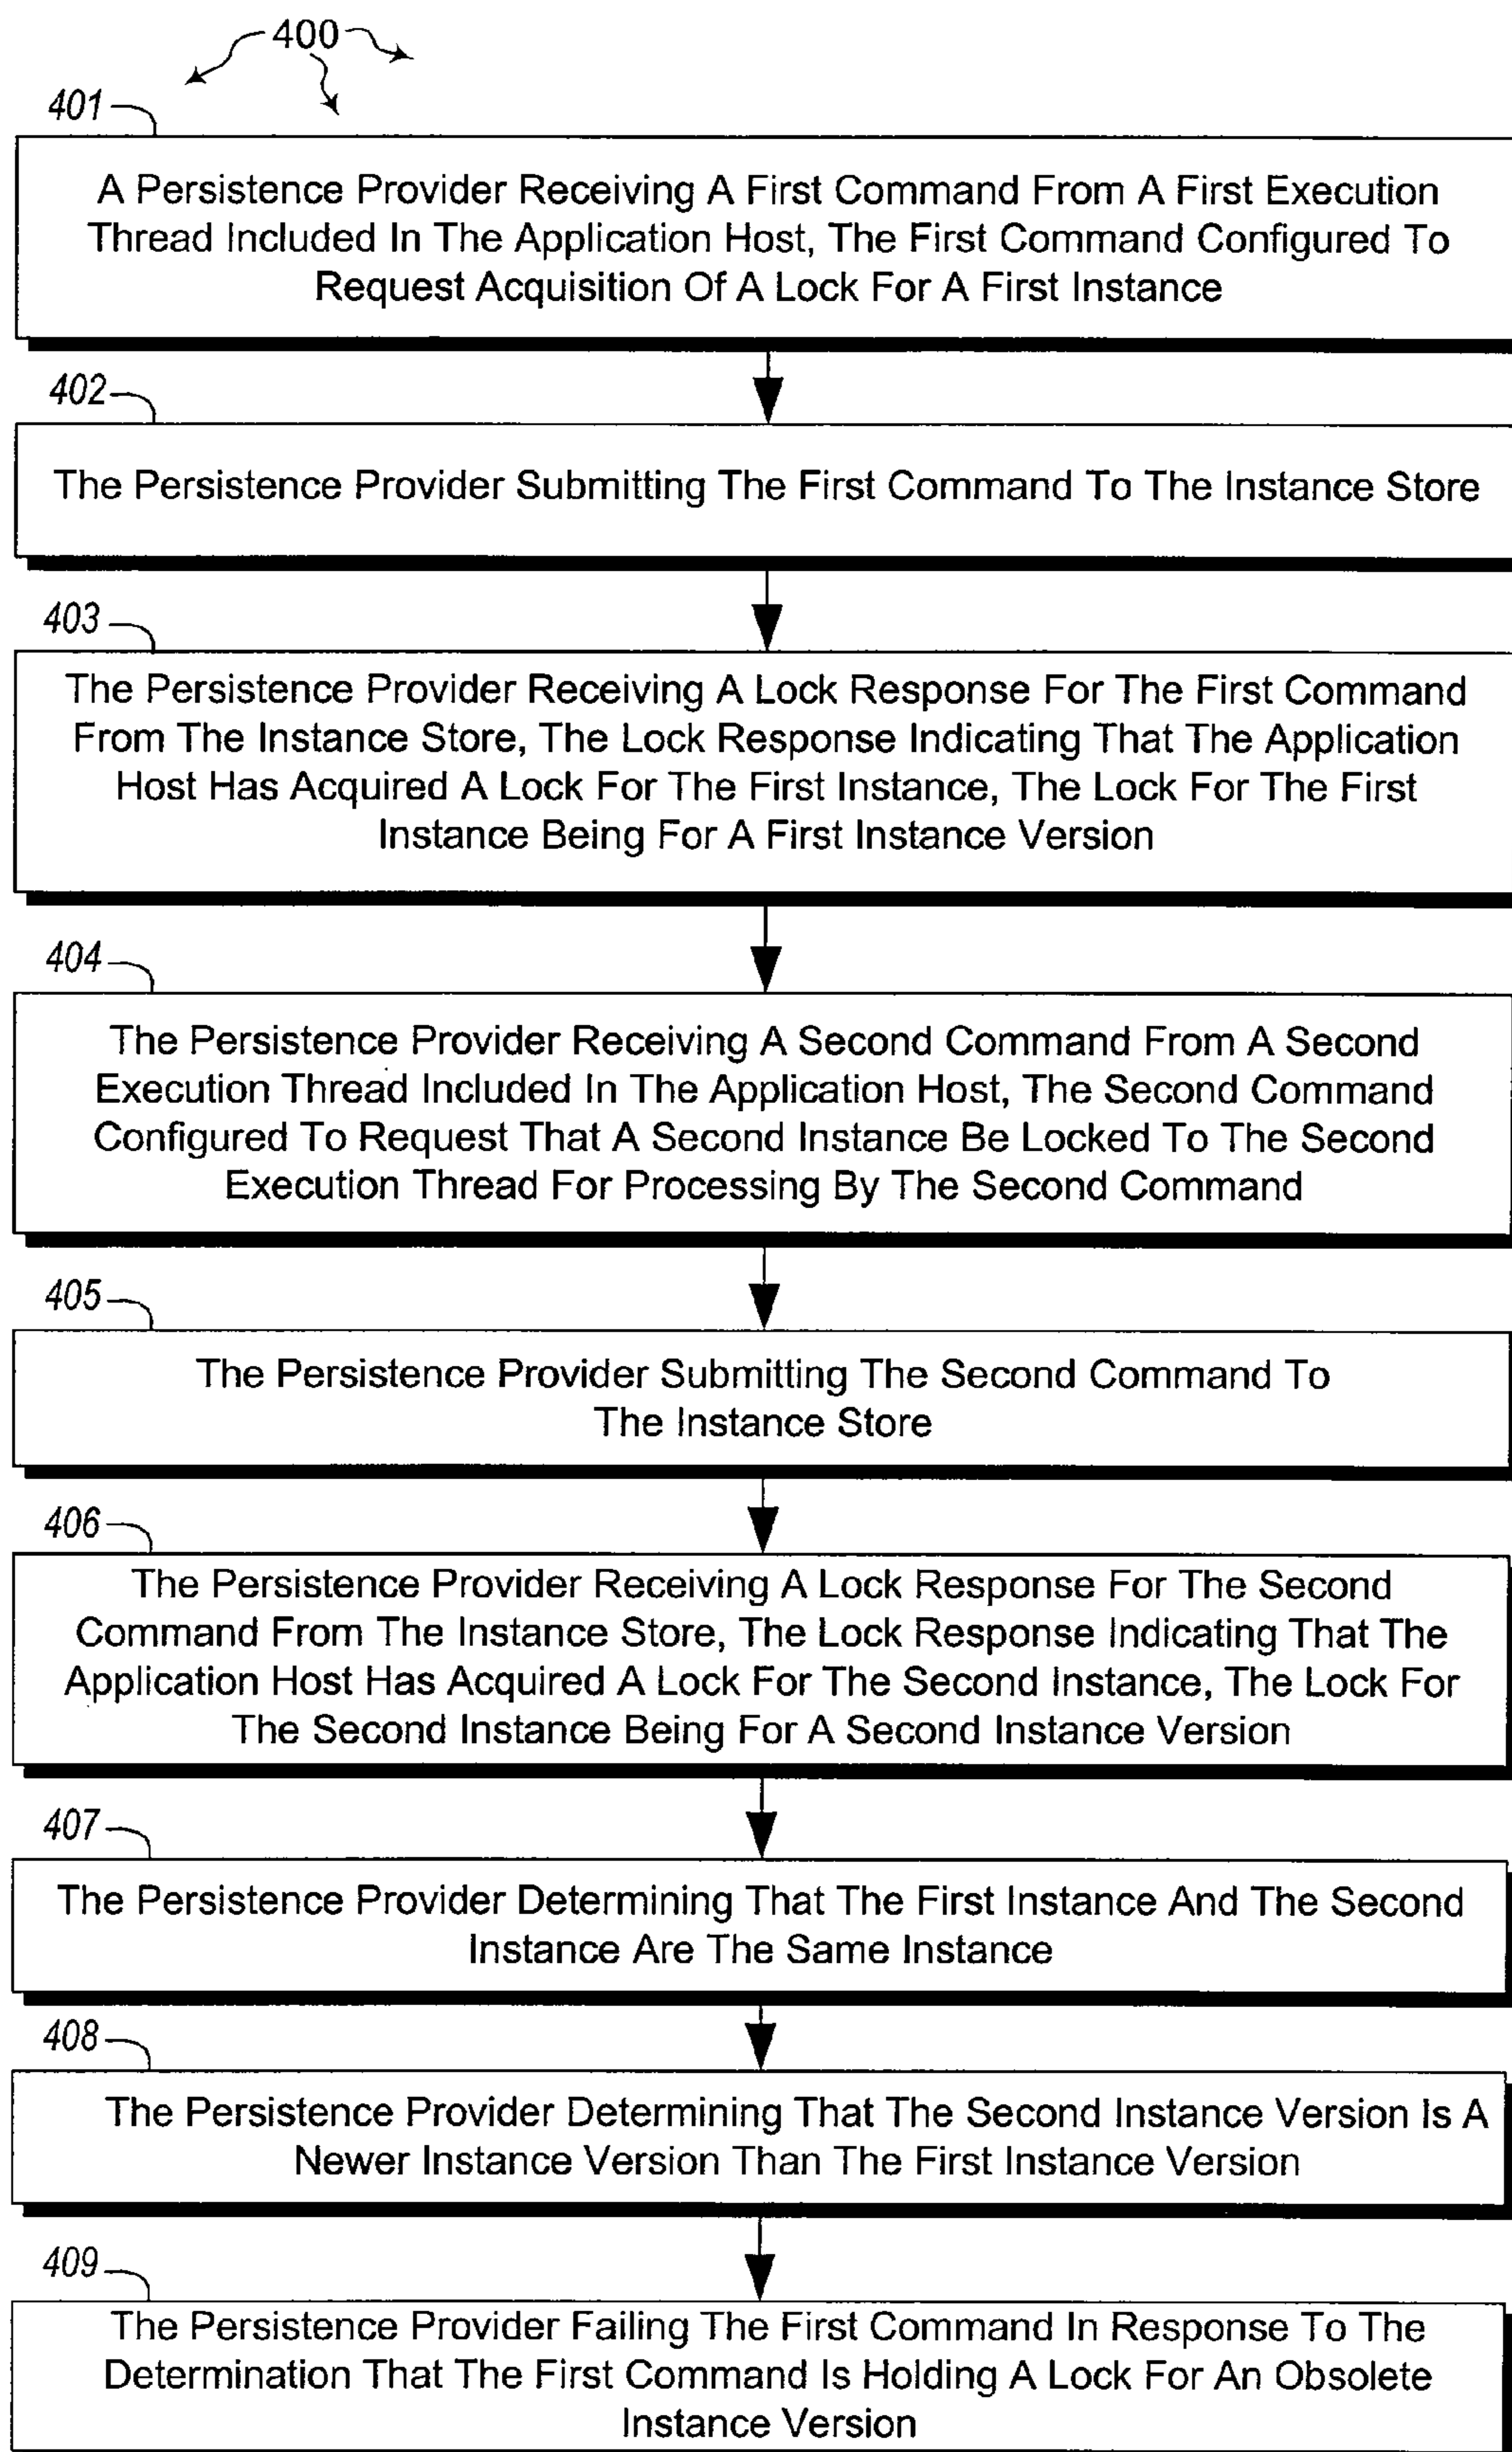 400
401
A Persistence Provider Receiving A First Command From A First Execution
Thread Included In The Application Host, The First Command Configured To
Request Acquisition Of A Lock For A First Instance
402
The Persistence Provider Submitting The First Command To The Instance Store
403
The Persistence Provider Receiving A Lock Response For The First Command
From The Instance Store, The Lock Response Indicating That The Application
Host Has Acquired A Lock For The First Instance, The Lock For The First
Instance Being For A First Instance Version
404
The Persistence Provider Receiving A Second Command From A Second
Execution Thread Included In The Application Host, The Second Command
Configured To Request That A Second Instance Be Locked To The Second
Execution Thread For Processing By The Second Command
405
The Persistence Provider Submitting The Second Command To
The Instance Store
406
The Persistence Provider Receiving A Lock Response For The Second
Command From The Instance Store, The Lock Response Indicating That The
Application Host Has Acquired A Lock For The Second Instance, The Lock For
The Second Instance Being For A Second Instance Version
407
The Persistence Provider Determining That The First Instance And The Second
Instance Are The Same Instance
408
The Persistence Provider Determining That The Second Instance Version Is A
Newer Instance Version Than The First Instance Version
409
The Persistence Provider Failing The First Command In Response To The
Determination That The First Command Is Holding A Lock For An Obsolete
Instance Version